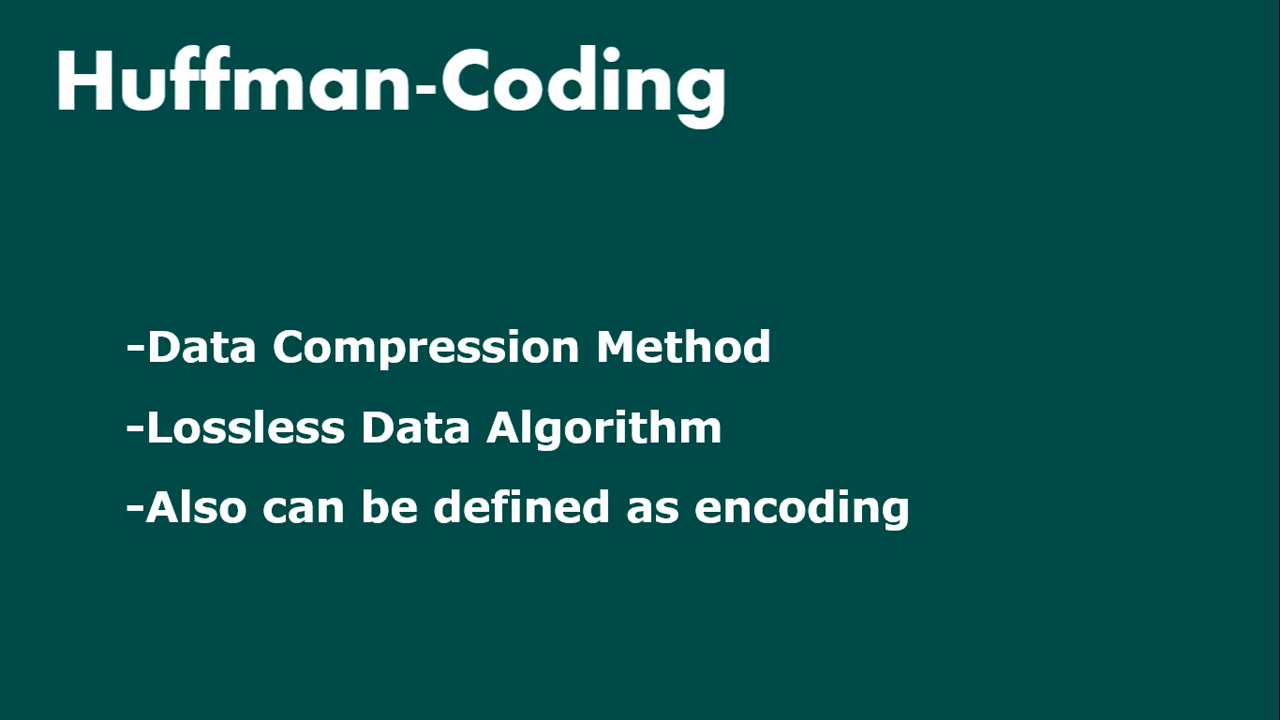 Huffman-Coding
-Data Compression Method
-Lossless Data Algorithm
-Also can be defined as encoding